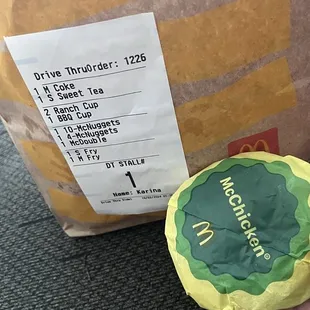 Drive ThruOrder: 1226
1 M Coke
1 S Sweet Tea
2 Ranch Cup
1 BBQ Cup
1 10-McNuggets
1 4-McNuggets
1 McDouble
1 S Fry
1 M Fry
DT STALL#
1
Name: Karina
McChicken®